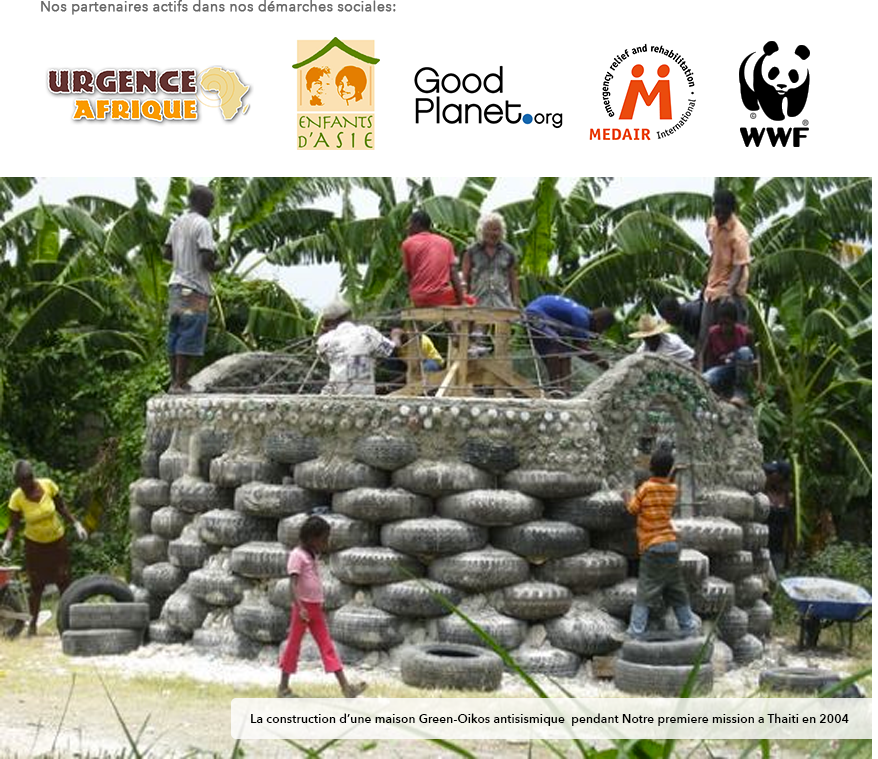 Nos partenaires actifs dans nos démarches sociales:
URGENCE
AFRIQUE
ENFANTS
D'ASIE
Good
Planet.org
emergency relief and rehabilitation •
MEDAIR International
©
®
WWF
La construction d'une maison Green-Oikos antisismique  pendant Notre premiere mission a Thaiti en 2004